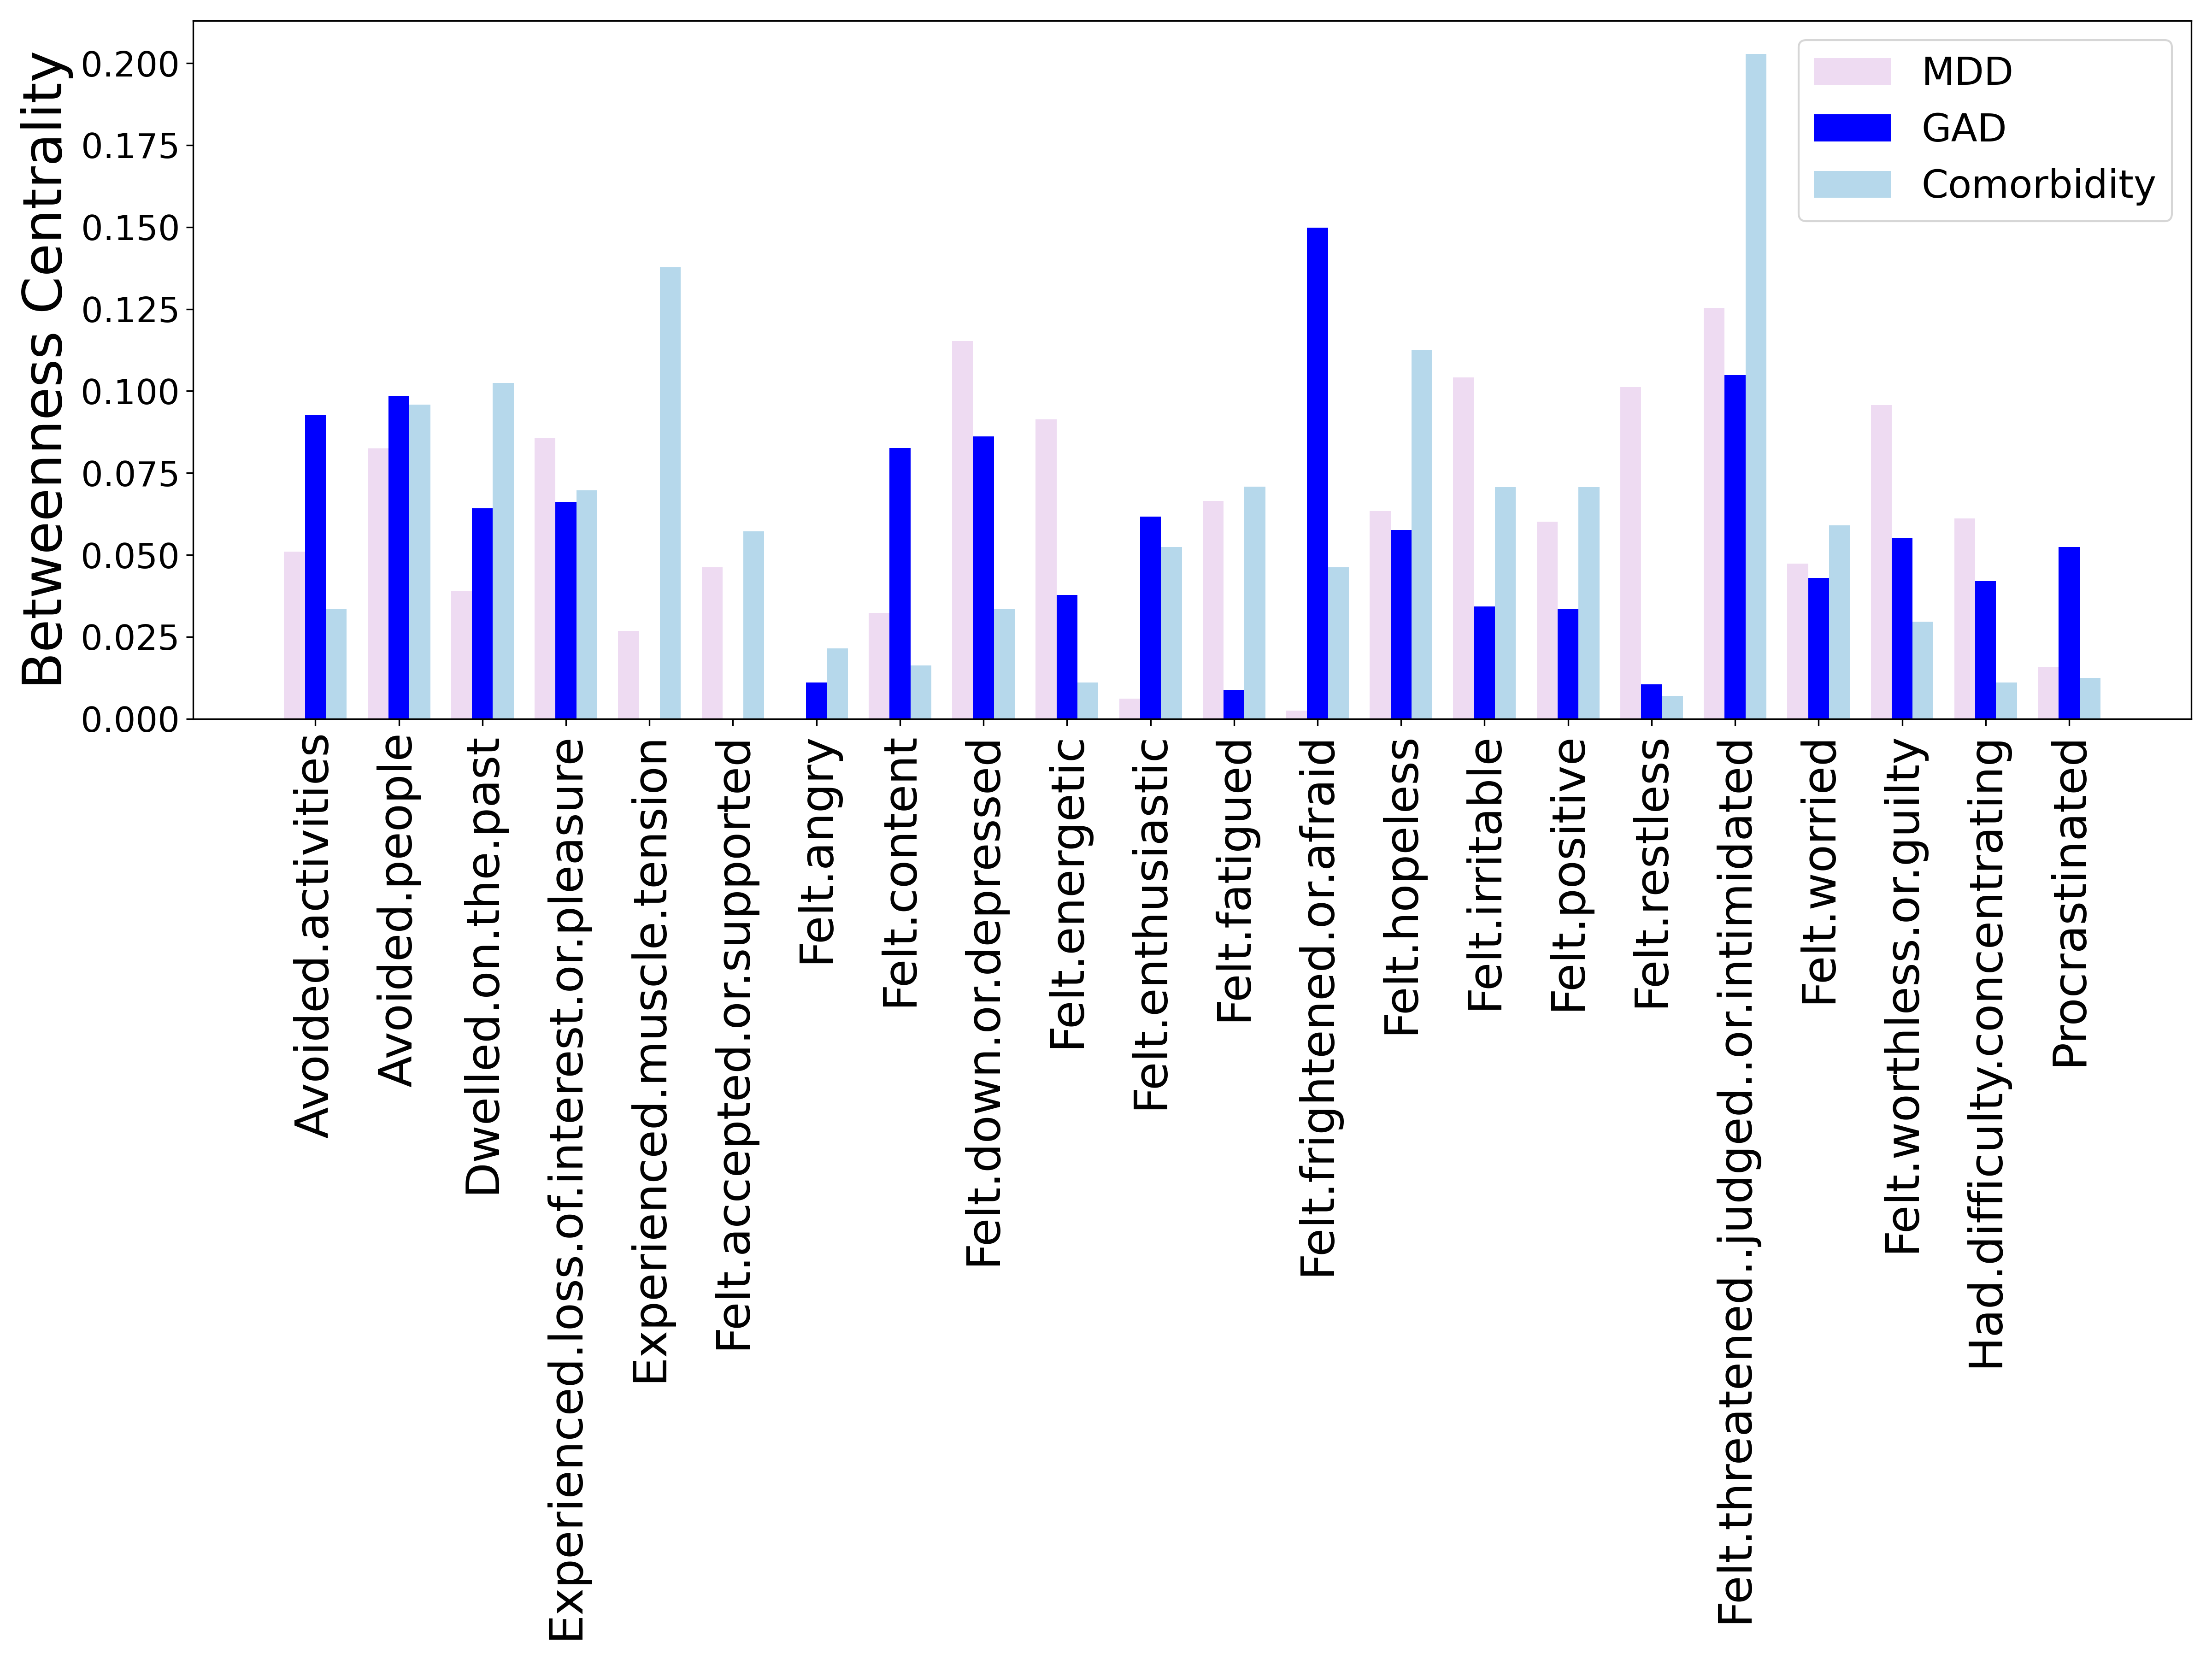 Betweenness Centrality
0.200
0.175
0.150
0.125
0.100
0.075
0.050
0.025
0.000
MDD
GAD
Comorbidity
Avoided.activities
Avoided.people
Dwelled.on.the.past
Experienced.loss.of.interest.or.pleasure
Experienced.muscle.tension
Felt.accepted.or.supported
Felt.angry
Felt.content
Felt.down.or.depressed
Felt.energetic
Felt.enthusiastic
Felt.fatigued
Felt.frightened.or.afraid
Felt.hopeless
Felt.irritable
Felt.positive
Felt.restless
Felt.threatened..judged..or.intimidated
Felt.worried
Felt.worthless.or.guilty
Had.difficulty.concentrating
Procrastinated